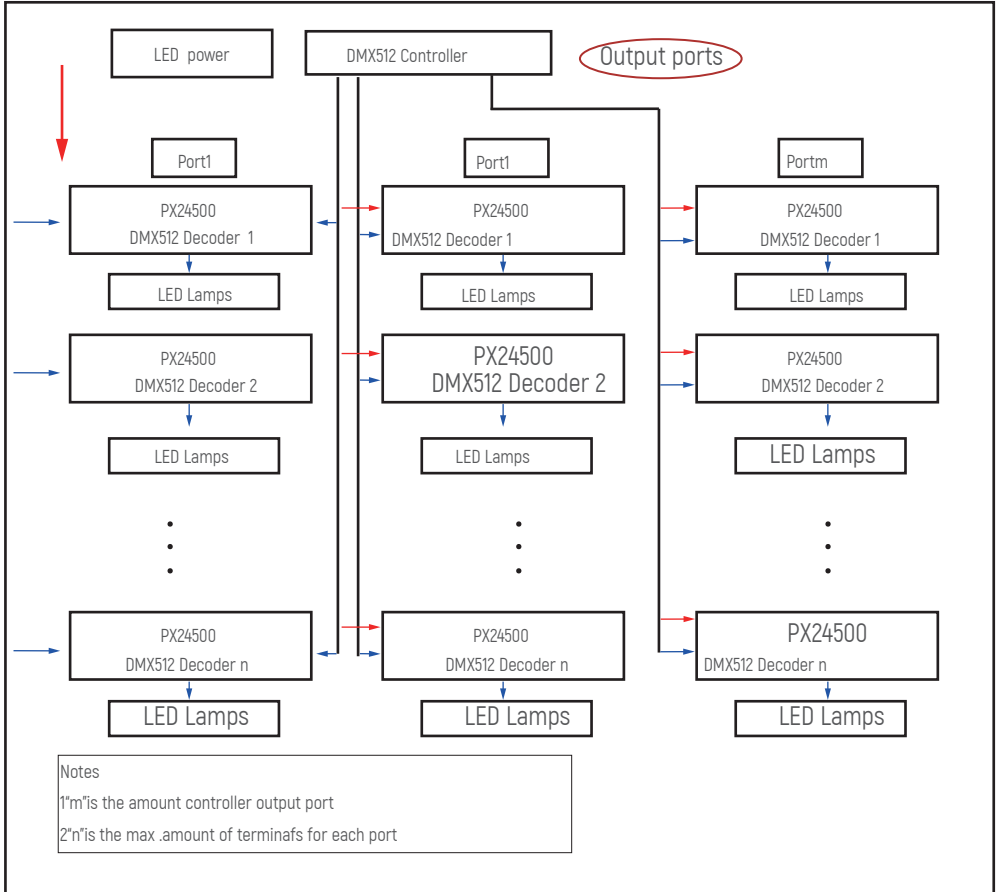 LED power
DMX512 Controller
Output ports
Port1
Port1
Portm
PX24500
DMX512 Decoder 1
PX24500
DMX512 Decoder 1
PX24500
DMX512 Decoder 1
LED Lamps
LED Lamps
LED Lamps
PX24500
DMX512 Decoder 2
PX24500
DMX512 Decoder 2
PX24500
DMX512 Decoder 2
LED Lamps
LED Lamps
LED Lamps
PX24500
DMX512 Decoder n
PX24500
DMX512 Decoder n
PX24500
DMX512 Decoder n
LED Lamps
LED Lamps
LED Lamps
Notes
1"m"is the amount controller output port
2"n"is the max .amount of terminafs for each port